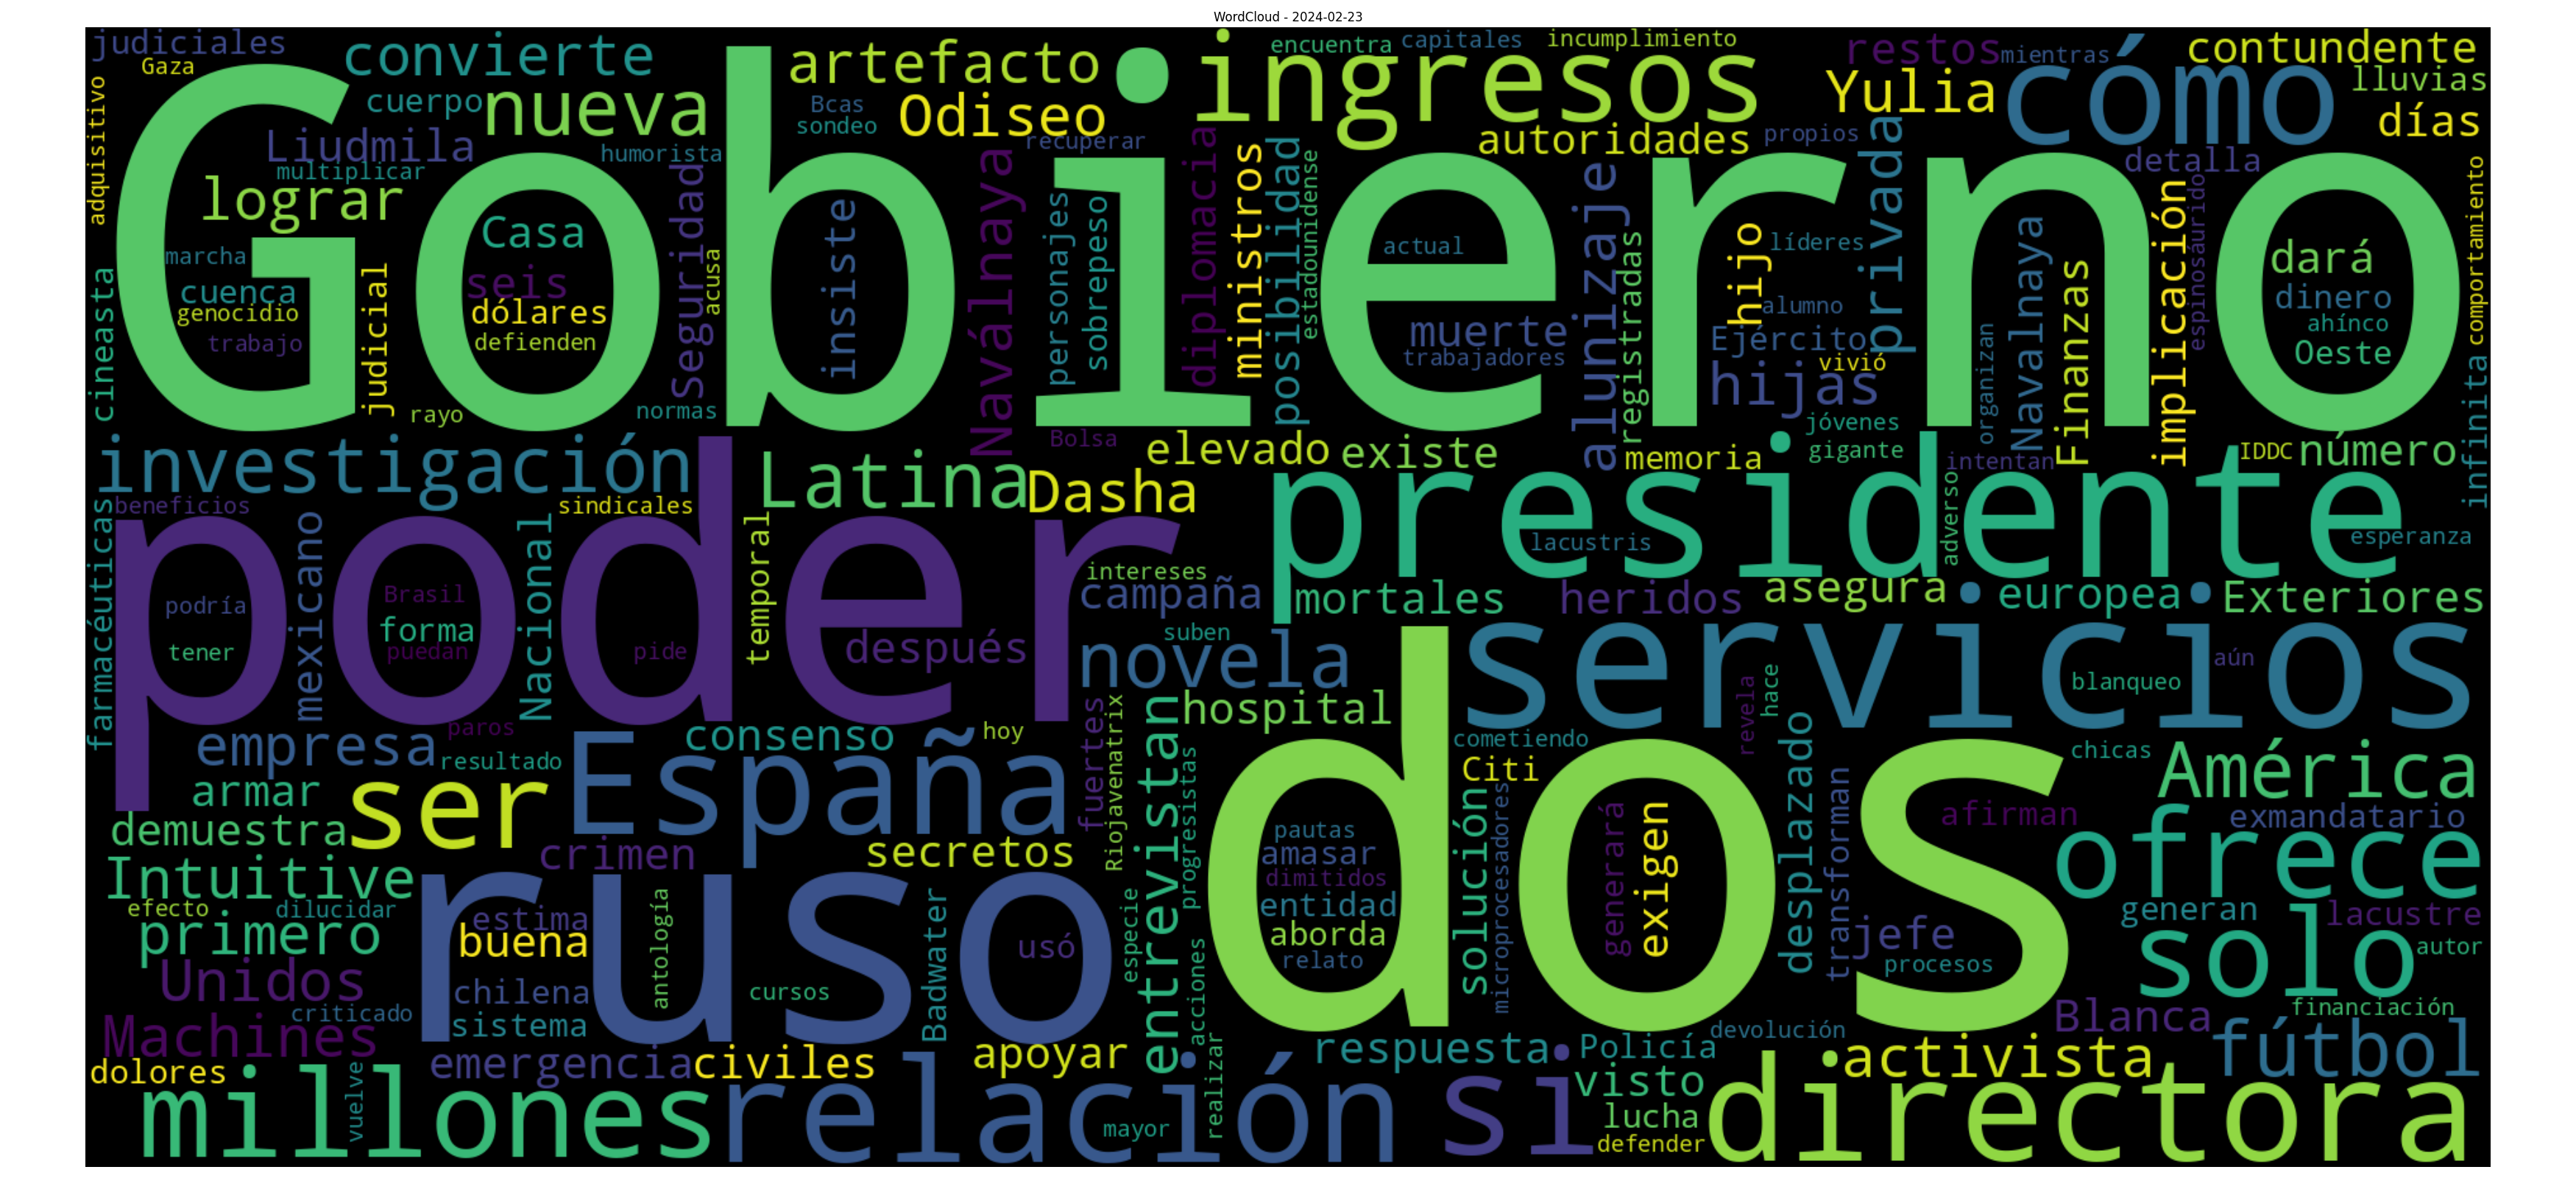 WordCloud - 2024-02-23
judiciales
Gaza
convierte
artefacto
encuentra
capitales
incumplimiento
restos
mientras
contundente
adquisitivo
cuerpo
nueva
Bcas
sondeo
Odiseo
ingresos
Yulia
cómo
lluvias
días
Liudmila
multiplicar
humorista
recuperar
autoridades
propios
detalla
Gobierno
lograr
Casa
Seguridad
insiste
Naválnaya
personajes
sobrepeso
diplomacia
ministros
posibilidad
estadounidense
actual
alunizaje
registradas
hijo
líderes
privada
Navalnaya
implicación
espinosaurido
dará
comportamiento
marcha
cuenca
genocidio
trabajo
cineasta
judicial
seis
dólares
defienden
acusa
muerte
trabajadores
alumno
Ejército
vivió
hijas
organizan
Finanzas
dinero
ahínco
Oeste
infinita
rayo
normas
Bolsa
jóvenes
gigante
investigación
Latina
elevado
existe
memoria
intentan
IDDC
número
beneficios
sindicales
Dasha
presidente
adverso
farmacéuticas
poder
mexicano
Nacional
temporal
lacustris
esperanza
podría
Brasil
forma
tener
puedan
pide
después
intereses
campaña
mortales
heridos
asegura
europea
Exteriores
suben
novela
servicios
aún
blanqueo
paros
empresa
resultado
consenso
hoy
fuertes
Riojavenatrix
entrevistan
hospital
progresistas
revela
hace
desplazado
cometiendo
Citi
chicas
América
armar
ser
España
demuestra
crimen
secretos
dos
pautas
amasar
dimitidos
entidad
aborda
relato
solución
microprocesadores
generará
exigen
transforman
afirman
exmandatario
ofrece
Intuitive
efecto
dilucidar
ruso
estima
buena
antología
Badwater
usó
especie
jefe
procesos
generan
lacustre
primero
solo
autor
Unidos
criticado
chilena
cursos
acciones
financiación
Machines
sistema
devolución
Blanca
dolores
emergencia
civiles
apoyar
realizar
respuesta
Policía
activista
fútbol
millones
vuelve
relación
mayor
si
visto
lucha
defender
directora